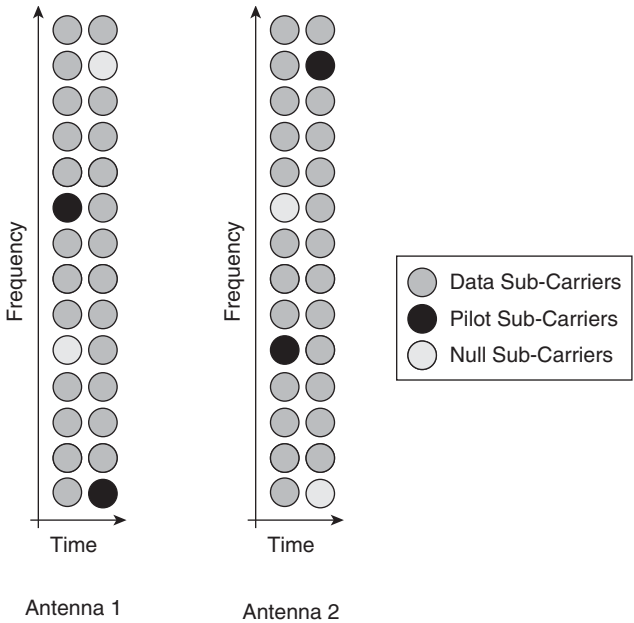 Frequency
Time
Antenna 1
Frequency
Time
Antenna 2
Data Sub-Carriers
Pilot Sub-Carriers
Null Sub-Carriers